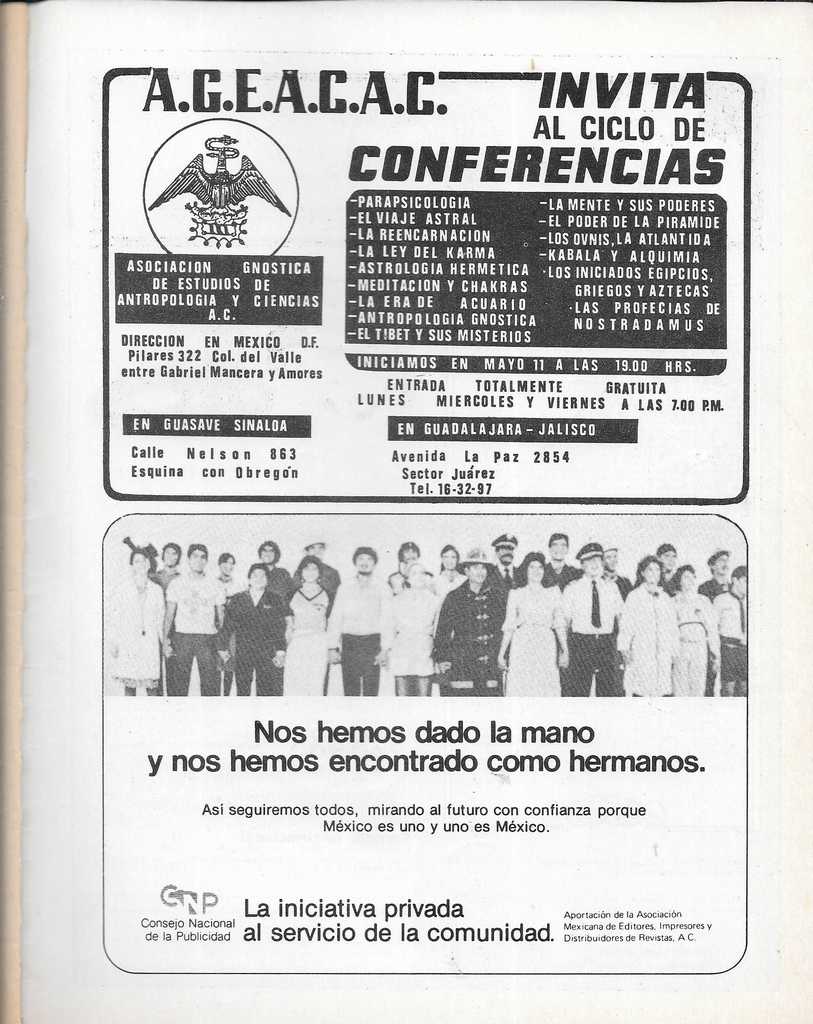 A.G.E.A.C.A.C.
INVITA
AL CICLO DE
CONFERENCIAS
ASOCIACION GNOSTICA
DE ESTUDIOS DE
ANTROPOLOGIA Y CIENCIAS
A.C.
DIRECCION EN MEXICO D.F.
Pilares 322 Col. del Valle
entre Gabriel Mancera y Amores
-PARAPSICOLOGIA
-EL VIAJE ASTRAL
-LA REENCARNACION
-LA LEY DEL KARMA
-ASTROLOGIA HERMETICA
-MEDITACION Y CHAKRAS
-LA ERA DE ACUARIO
-ANTROPOLOGIA GNOSTICA
-EL TIBET Y SUS MISTERIOS
-LA MENTE Y SUS PODERES
-EL PODER DE LA PIRAMIDE
-LOS OVNIS, LA ATLANTIDA
-KABALA Y ALQUIMIA
-LOS INICIADOS EGIPCIOS,
GRIEGOS Y AZTECAS
-LAS PROFECIAS DE
NOSTRADAMUS
INICIAMOS EN MAYO 11 A LAS 19.00 HRS.
ENTRADA TOTALMENTE GRATUITA
LUNES MIERCOLES Y VIERNES A LAS 7.00 P.M.
EN GUASAVE SINALOA
Calle Nelson 863
Esquina con Obregón
EN GUADALAJARA-JALISCO
Avenida La Paz 2854
Sector Juárez
Tel. 16-32-97
Nos hemos dado la mano
y nos hemos encontrado como hermanos.
Asi seguiremos todos, mirando al futuro con confianza porque
México es uno y uno es México.
CNP
Consejo Nacional
de la Publicidad
La iniciativa privada
al servicio de la comunidad.
Aportación de la Asociación
Mexicana de Editores, Impresores y
Distribuidores de Revistas, A.C.